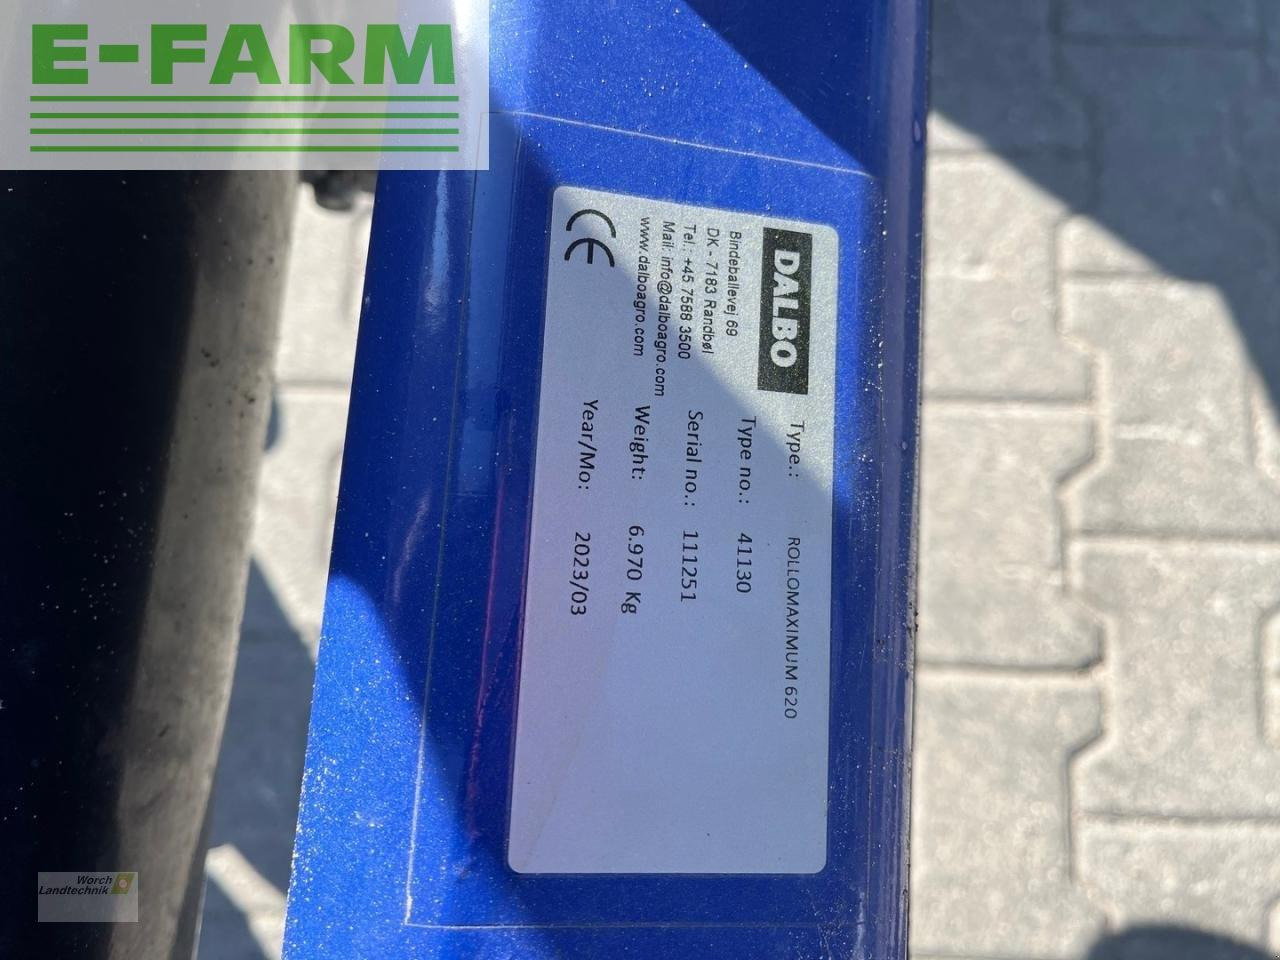 E-FARM
DALBO
Bindeballevej 69
DK - 7183 Randbøl
Tel.: +45 7588 3500
Mail: info@dalboagro.com
www.dalboagro.com
CE
Type.: ROLLOMAXIMUM 620
Type no.: 41130
Serial no.: 111251
Weight: 6.970 Kg
Year/Mo: 2023/03
Worch
Landtechnik